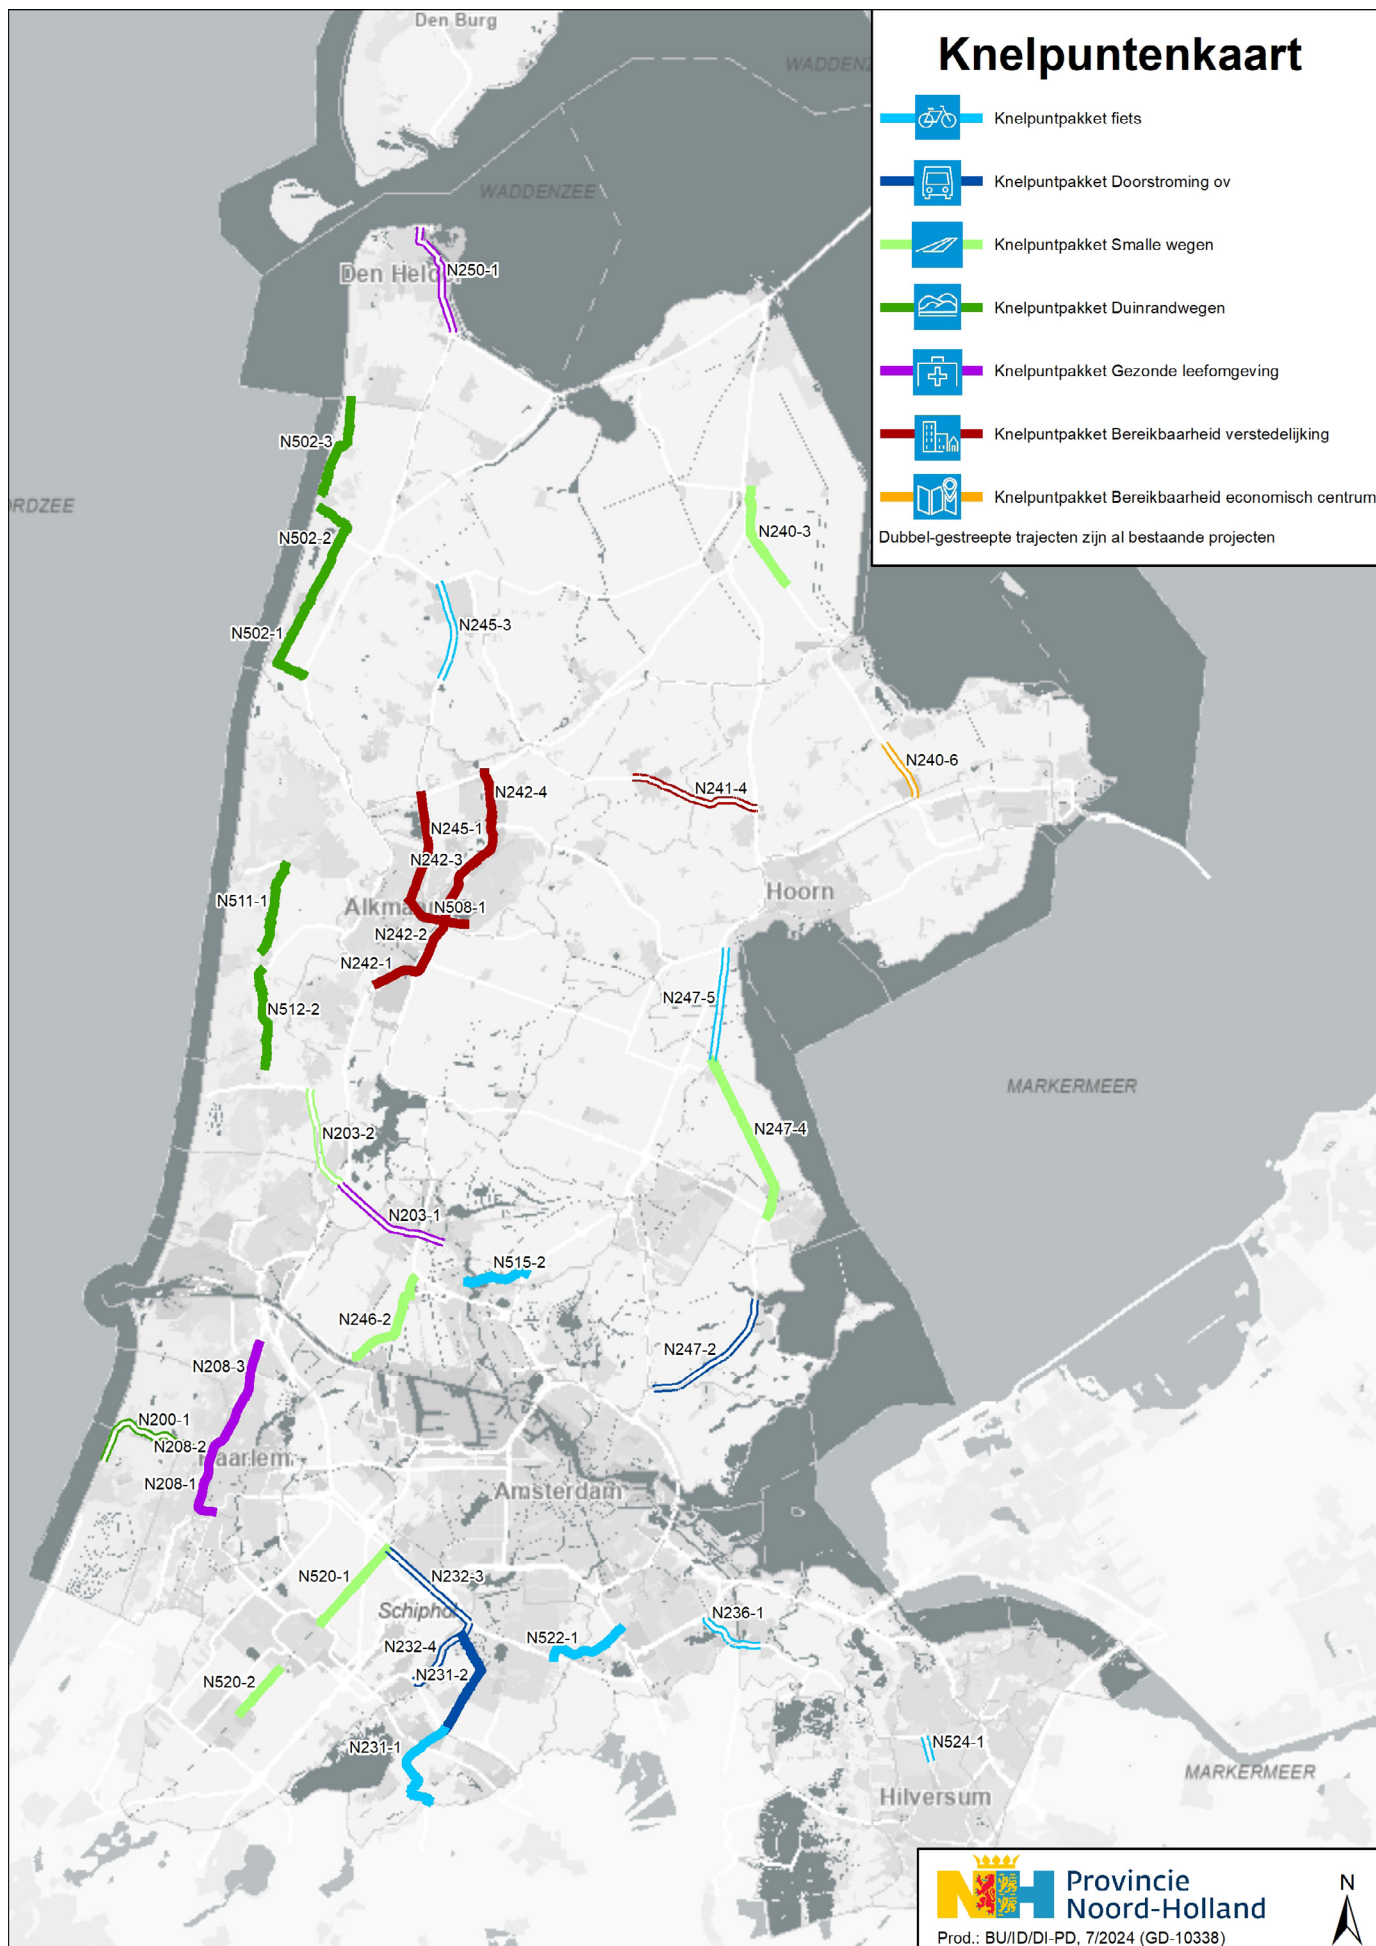 Den Burg
WADDENZ
Knelpuntenkaart
Knelpuntpakket fiets
Knelpuntpakket Doorstroming ov
Knelpuntpakket Smalle wegen
Knelpuntpakket Duinrandwegen
Knelpuntpakket Gezonde leefomgeving
Knelpuntpakket Bereikbaarheid verstedelijking
Knelpuntpakket Bereikbaarheid economisch centrum
Dubbel-gestreepte trajecten zijn al bestaande projecten
WADDENZEE
Den Helder
N250-1
N502-3
ORDZEE
N502-2
N240-3
N502-1
N245-3
N240-6
N241-4
N242-4
N245-1
N242-3
Hoorn
N511-1
Alkmaar
N508-1
N242-2
N242-1
N247-5
N512-2
MARKERMEER
N247-4
N203-2
N203-1
N515-2
N246-2
N247-2
N208-3
N200-1
N208-2
Haarlem
N208-1
Amsterdam
N520-1
N232-3
Schiphol
N236-1
N522-1
N232-4
N231-2
N520-2
N231-1
N524-1
MARKERMEER
Hilversum
NH Provincie
Noord-Holland
N
Prod.: BU/ID/DI-PD, 7/2024 (GD-10338)